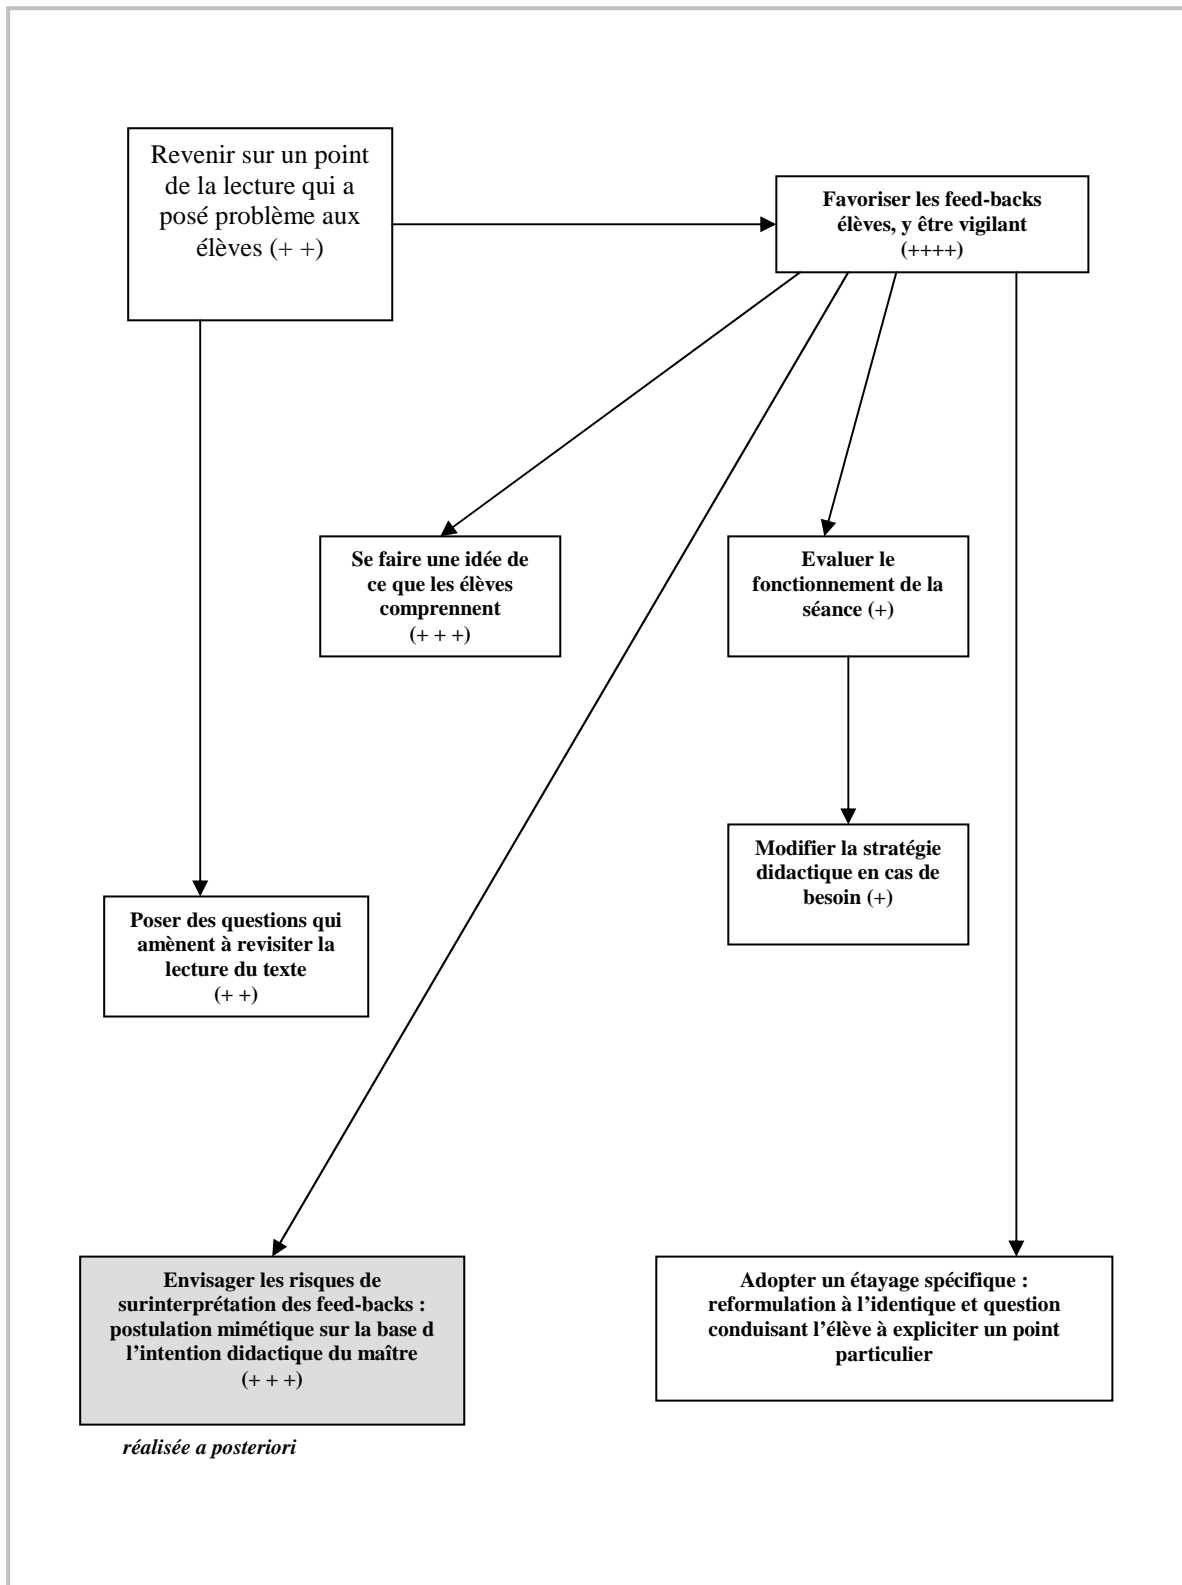 Revenir sur un point
de la lecture qui a
posé problème aux
élèves (+ +)
Favoriser les feed-backs
élèves, y être vigilant
(++++)
Se faire une idée de
ce que les élèves
comprennent
(+ + +)
Evaluer le
fonctionnement de la
séance (+)
Modifier la stratégie
didactique en cas de
besoin (+)
Poser des questions qui
amènent à revisiter la
lecture du texte
(+ +)
Envisager les risques de
surinterprétation des feed-backs :
postulation mimétique sur la base d
l’intention didactique du maître
(+ + +)
Adopter un étayage spécifique :
reformulation à l’identique et question
conduisant l’élève à expliciter un point
particulier
réalisée a posteriori